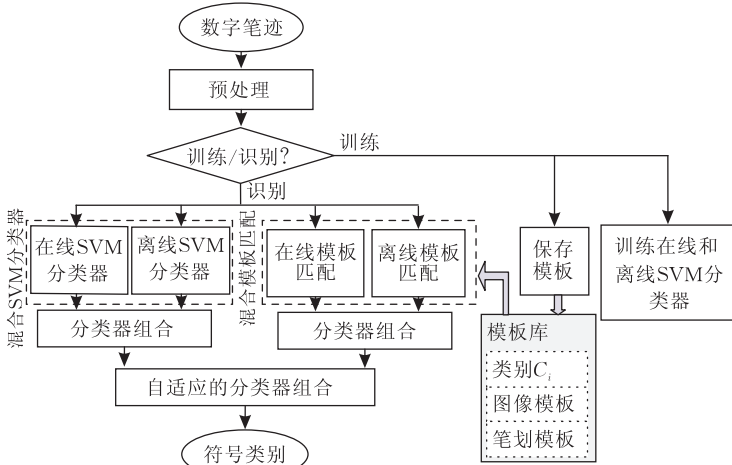 数字笔迹
预处理
训练/识别?
训练
识别
混合SVM分类器
在线SVM
分类器
离线SVM
分类器
混合模板匹配
在线模板
匹配
离线模板
匹配
保存
模板
训练在线和
离线SVM分
类器
分类器组合
分类器组合
模板库
类别C_i
图像模板
笔划模板
自适应的分类器组合
符号类别